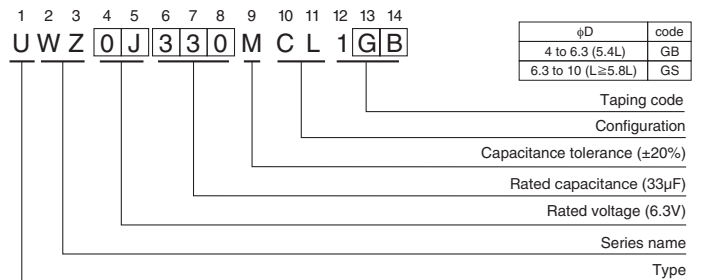 1 2 3 4 5 6 7 8 9 10 11 12 13 14
U W Z 0 J 3 3 0 M C L 1 G B
φD code
4 to 6.3 (5.4L) GB
6.3 to 10 (L≧5.8L) GS
Taping code
Configuration
Capacitance tolerance (±20%)
Rated capacitance (33µF)
Rated voltage (6.3V)
Series name
Type